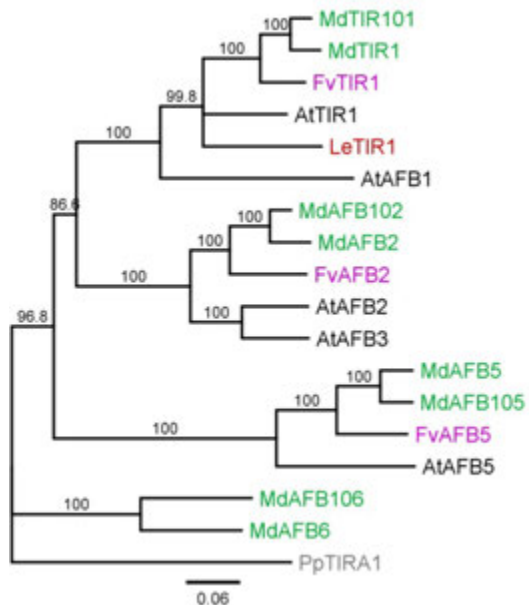 MdTIR101
100
MdTIR1
100
FvTIR1
99.8
AtTIR1
100
LeTIR1
AtAFB1
86.6
MdAFB102
100
MdAFB2
100
FvAFB2
100
AtAFB2
100
AtAFB3
96.8
MdAFB5
100
MdAFB105
100
FvAFB5
100
AtAFB5
MdAFB106
100
MdAFB6
PpTIRA1
0.06